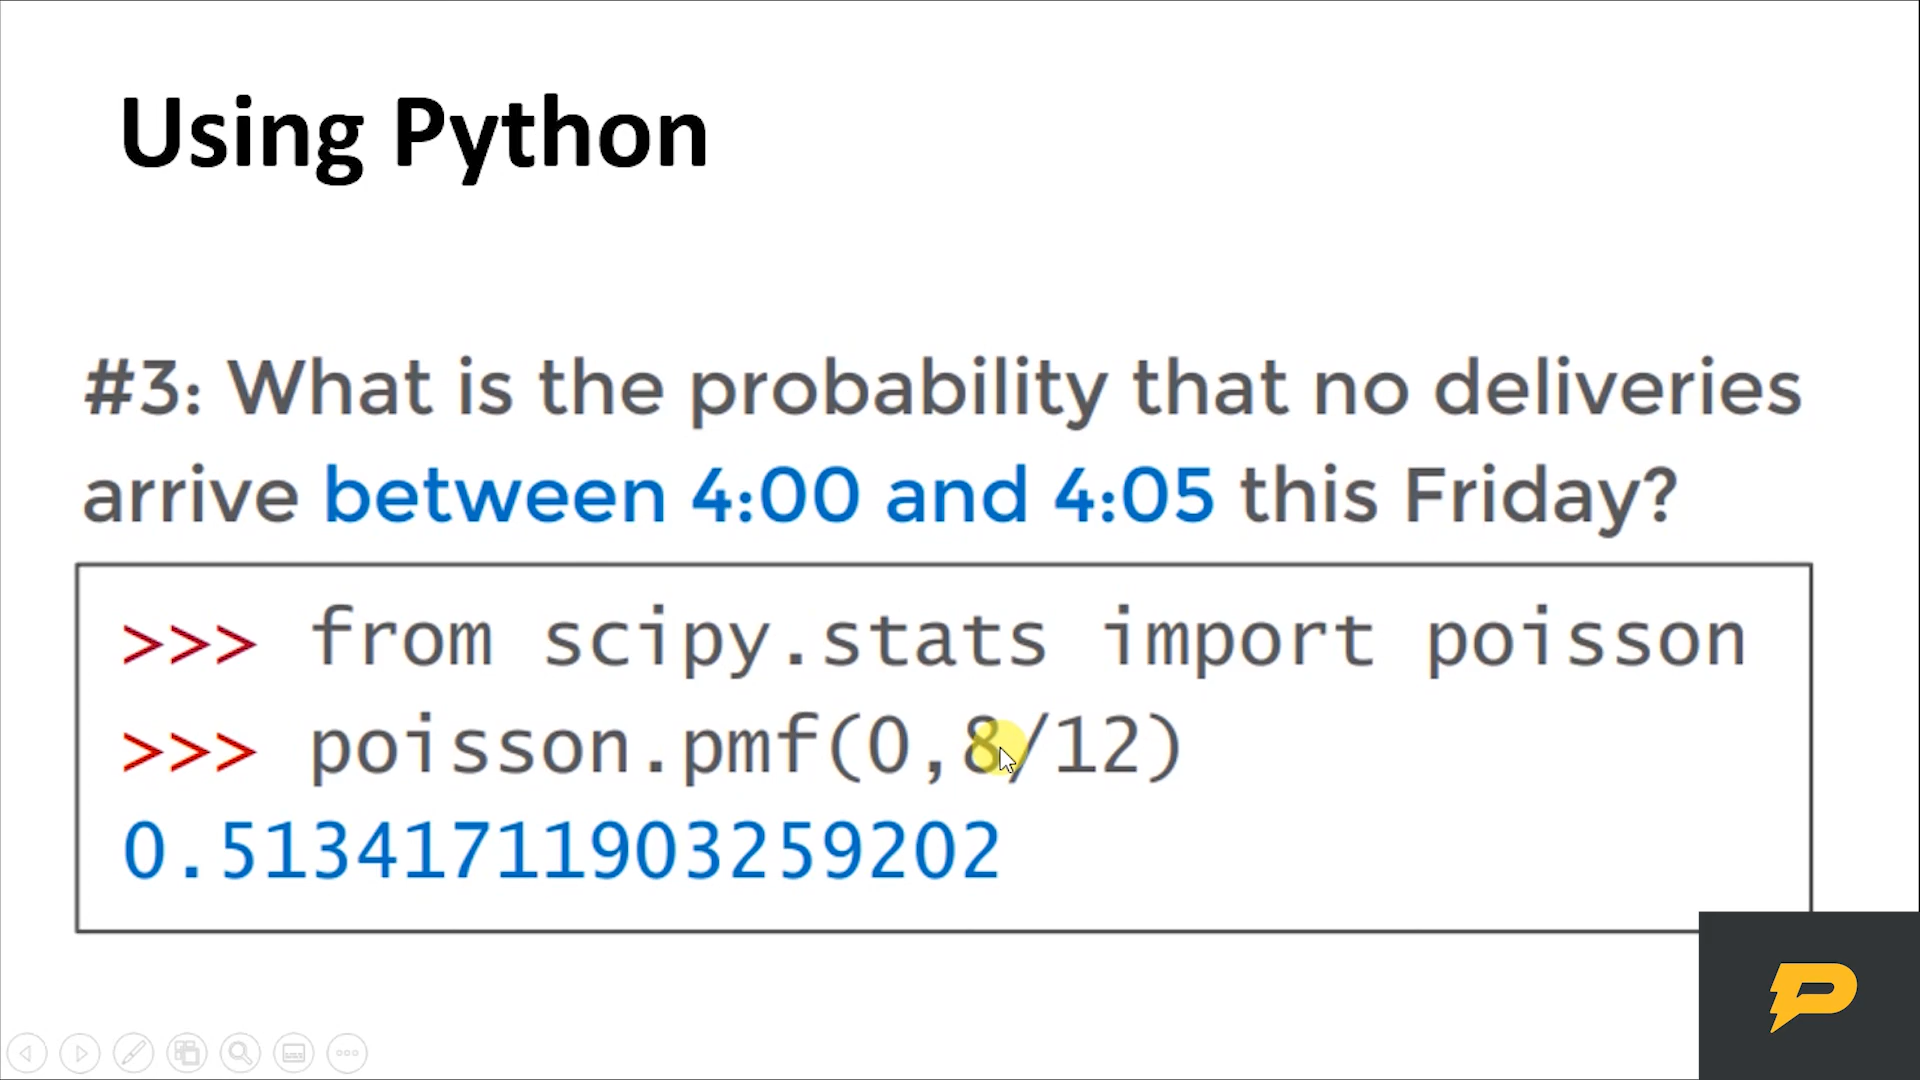 Using Python
#3: What is the probability that no deliveries
arrive between 4:00 and 4:05 this Friday?
>>> from scipy.stats import poisson
>>> poisson.pmf(0,8/12)
0.51341711903259202